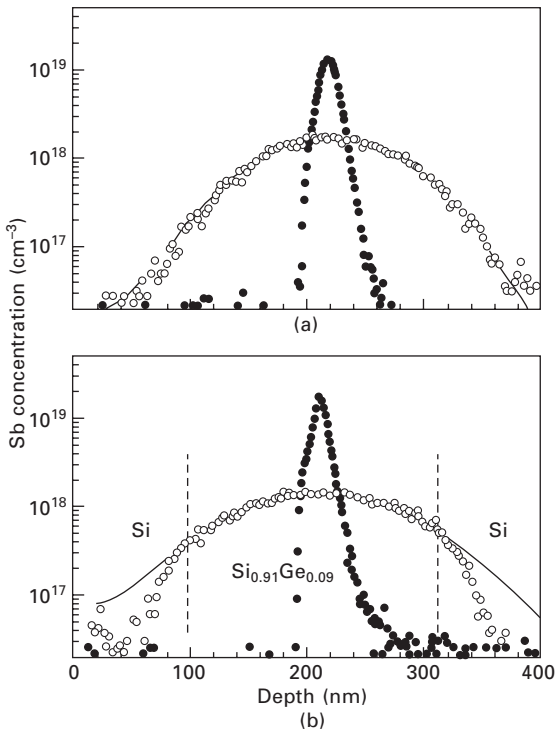 10¹⁹
10¹⁸
10¹⁷
(a)
Sb concentration (cm⁻³)
10¹⁹
10¹⁸
10¹⁷
Si
Si₀.₉₁Ge₀.₀₉
Si
0 100 200 300 400
Depth (nm)
(b)